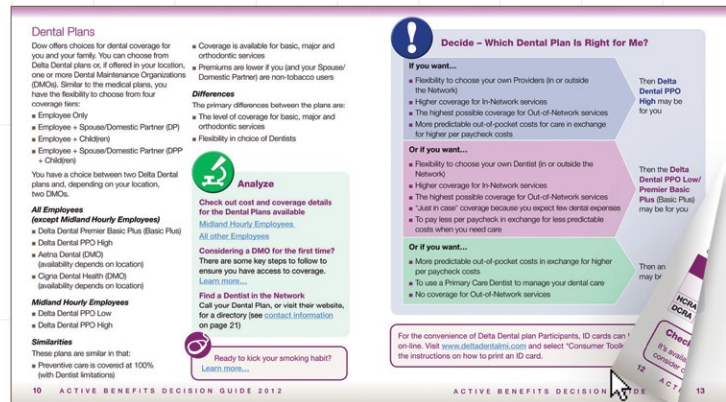 Dental Plans
Dow offers choices for dental coverage for
you and your family. You can choose from
Delta Dental plans or, if offered in your location,
one or more Dental Maintenance Organizations
(DMOs). Similar to the medical plans, you
have the flexibility to choose from four
coverage tiers:
■ Employee Only
■ Employee + Spouse/Domestic Partner (DP)
■ Employee + Child(ren)
■ Employee + Spouse/Domestic Partner (DPP
+ Child(ren)
You have a choice between two Delta Dental
plans and, depending on your location,
two DMOs.
All Employees
(except Midland Hourly Employees)
■ Delta Dental Premier Basic Plus (Basic Plus)
■ Delta Dental PPO High
■ Aetna Dental (DMO)
(availability depends on location)
■ Cigna Dental Health (DMO)
(availability depends on location)
Midland Hourly Employees
■ Delta Dental PPO Low
■ Delta Dental PPO High
Similarities
These plans are similar in that:
■ Preventive care is covered at 100%
(with Dentist limitations)
■ Coverage is available for basic, major and
orthodontic services
■ Premiums are lower if you (and your Spouse/
Domestic Partner) are non-tobacco users
Differences
The primary differences between the plans are:
■ The level of coverage for basic, major and
orthodontic services
■ Flexibility in choice of Dentists
Analyze
Check out cost and coverage details
for the Dental Plans available
Midland Hourly Employees
All other Employees
Considering a DMO for the first time?
There are some key steps to follow to
ensure you have access to coverage.
Learn more...
Find a Dentist in the Network
Call your Dental Plan, or visit their website,
for a directory (see contact information
on page 21)
Ready to kick your smoking habit?
Learn more...
10 ACTIVE BENEFITS DECISION GUIDE 2012
Decide – Which Dental Plan Is Right for Me?
If you want...
■ Flexibility to choose your own Providers (in or outside
the Network)
■ Higher coverage for In-Network services
■ The highest possible coverage for Out-of-Network services
■ More predictable out-of-pocket costs for care in exchange
for higher per paycheck costs
Then Delta
Dental PPO
High may be
for you
Or if you want...
■ Flexibility to choose your own Dentist (in or outside the
Network)
■ Higher coverage for In-Network services
■ The highest possible coverage for Out-of-Network services
■ "Just in case" coverage because you expect few dental expenses
■ To pay less per paycheck in exchange for less predictable
costs when you need care
Then the Delta
Dental PPO Low/
Premier Basic
Plus (Basic Plus)
may be for you
Or if you want...
■ More predictable out-of-pocket costs in exchange for higher
per paycheck costs
■ To use a Primary Care Dentist to manage your dental care
■ No coverage for Out-of-Network services
Then
may
For the convenience of Delta Dental plan Participants, ID cards can
on-line. Visit www.deltadentalmi.com and select "Consumer
the instructions on how to print an ID card.
HCRA
DCRA
Check
It's
consider
12
ACTIVE BENEFITS DECISION
13